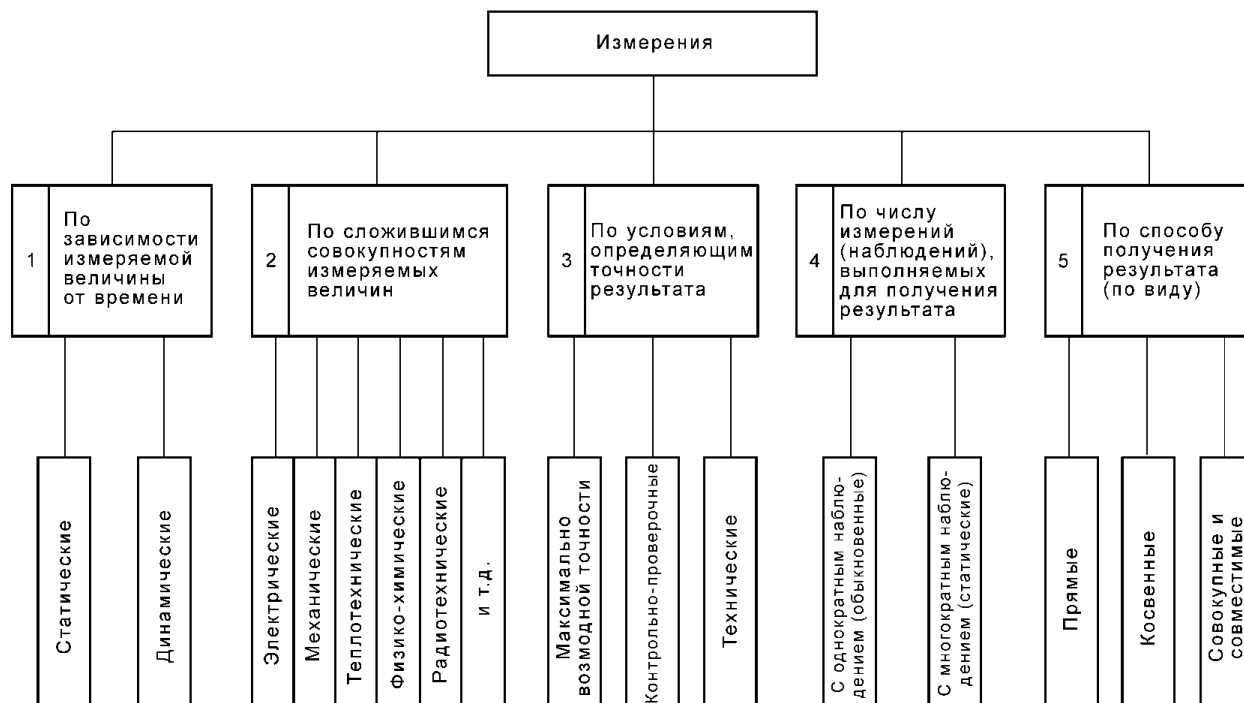 Измерения
1
По
зависимости
измеряемой
величины
от времени
2
По сложившимся
совокупностям
измеряемых
величин
3
По условиям,
определяющим
точности
результата
4
По числу
измерений
(наблюдений),
выполняемых
для получения
результата
5
По способу
получения
результата
(по виду)
Статические
Динамические
Электрические
Механические
Теплотехнические
Физико-химические
Радиотехнические
и т.д.
Максимально
возмодной точности
Контрольно-проверочные
Технические
С однократным наблю-
дением (обыкновенные)
С многократным наблю-
дением (статические)
Прямые
Косвенные
Совокупные и
совместимые